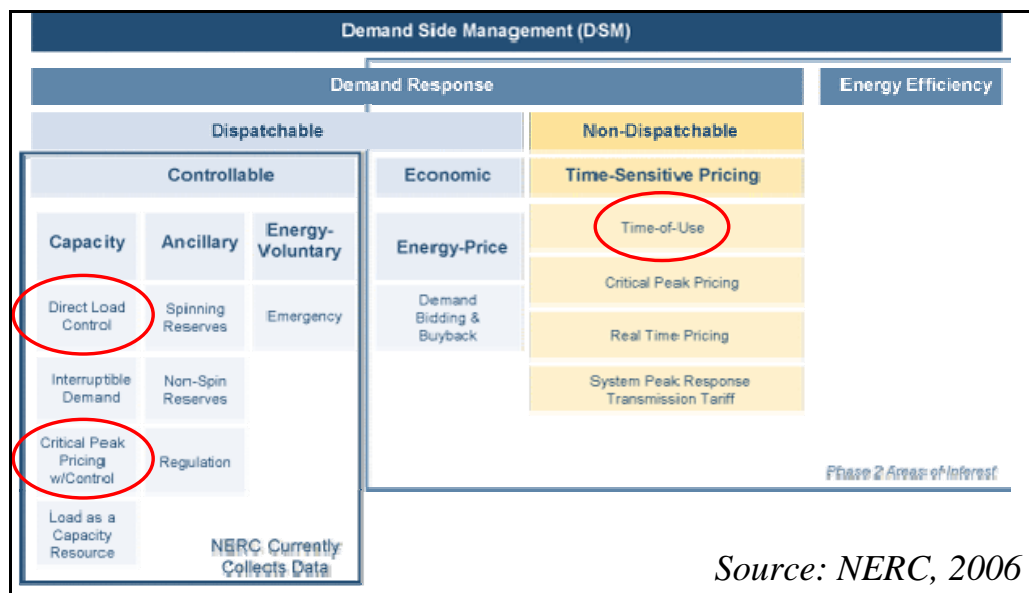 Demand Side Management (DSM)
Demand Response
Energy Efficiency
Dispatchable
Non-Dispatchable
Controllable
Economic
Time-Sensitive Pricing
Capacity
Ancillary
Energy-
Voluntary
Energy-Price
Time-of-Use
Critical Peak Pricing
Direct Load
Control
Spinning
Reserves
Emergency
Demand
Bidding &
Buyback
Real Time Pricing
Interruptible
Demand
Non-Spin
Reserves
System Peak Response
Transmission Tariff
Critical Peak
Pricing
w/Control
Regulation
Phase 2 Areas of Interest
Load as a
Capacity
Resource
NERC Currently
Collects Data
Source: NERC, 2006